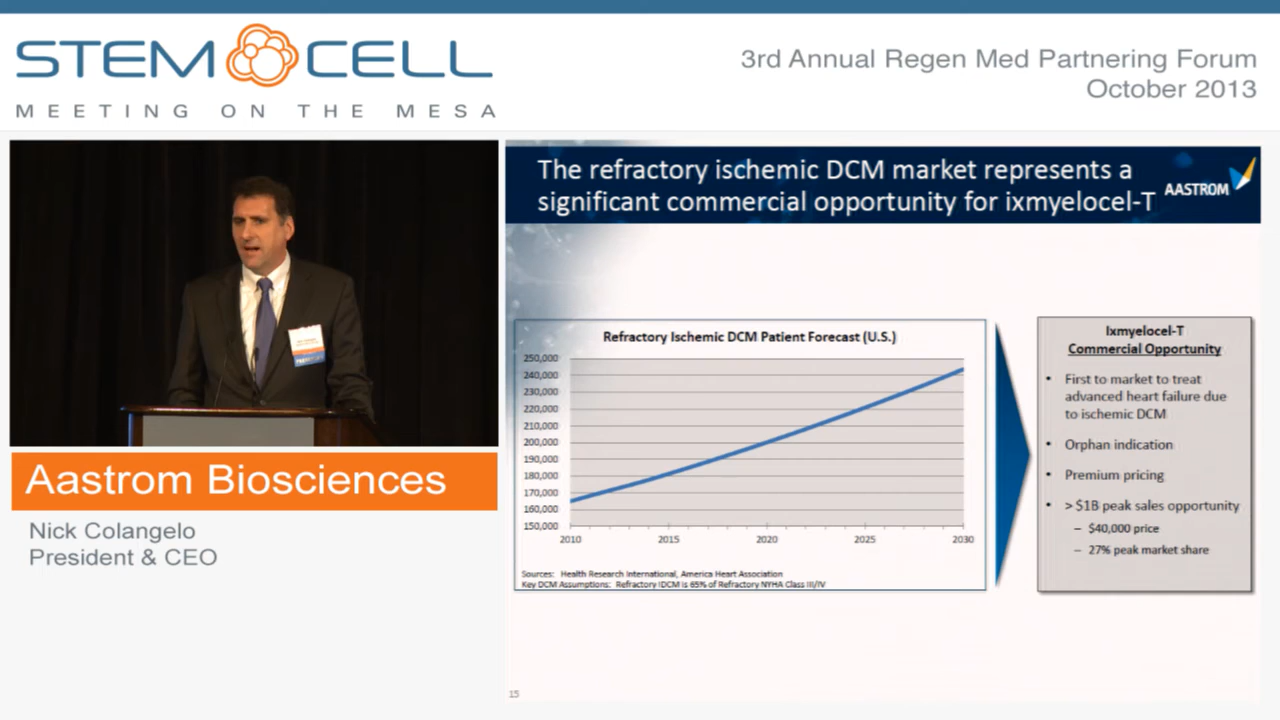 STEM CELL
MEETING ON THE MESA
3rd Annual Regen Med Partnering Forum
October 2013
The refractory ischemic DCM market represents a
significant commercial opportunity for ixmyelocel-T
AASTROM
Refractory Ischemic DCM Patient Forecast (U.S.)
250,000
240,000
230,000
220,000
210,000
200,000
190,000
180,000
170,000
160,000
150,000
2010 2015 2020 2025 2030
Sources: Health Research International, America Heart Association
Key DCM Assumptions: Refractory IDCM is 65% of Refractory NYHA Class III/IV
Ixmyelocel-T
Commercial Opportunity
• First to market to treat
advanced heart failure due
to ischemic DCM
• Orphan indication
• Premium pricing
• > $1B peak sales opportunity
– $40,000 price
– 27% peak market share
15
Aastrom Biosciences
Nick Colangelo
President & CEO